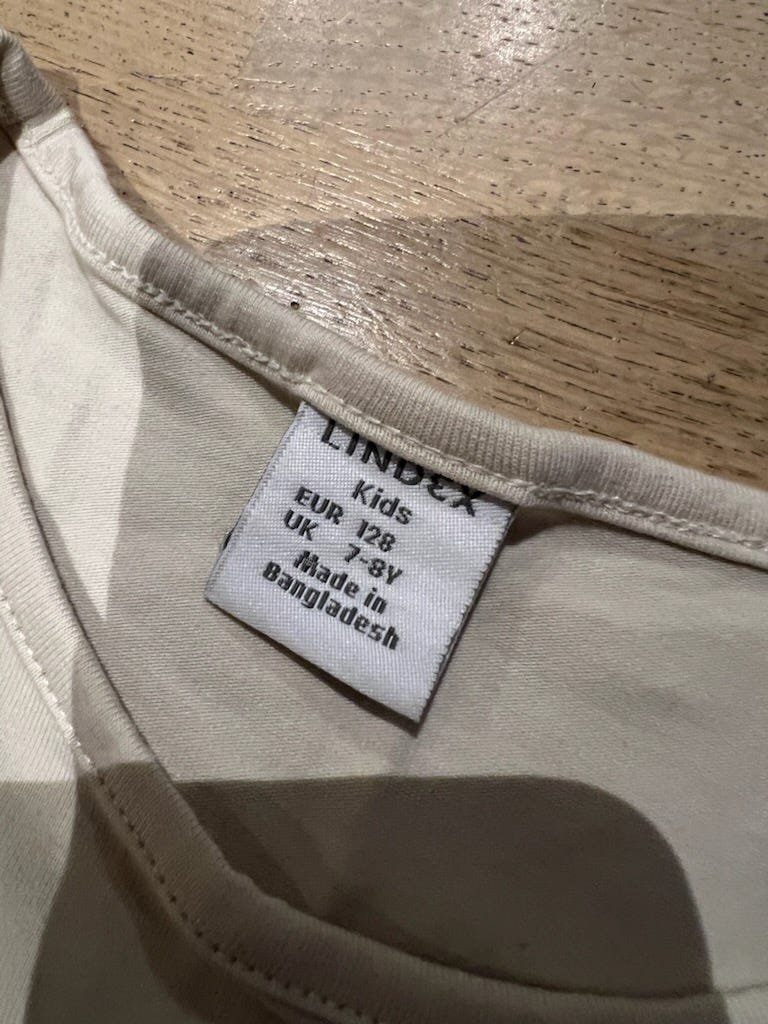 LINDEX
Kids
EUR 128
UK 7-8Y
Made in
Bangladesh